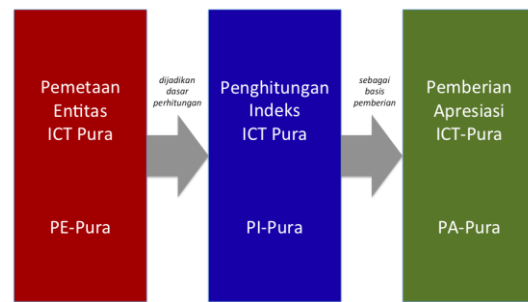 Pemetaan
Entitas
ICT Pura
PE-Pura
dijadikan
dasar
perhitungan
Penghitungan
Indeks
ICT Pura
PI-Pura
sebagai
basis
pemberian
Pemberian
Apresiasi
ICT-Pura
PA-Pura